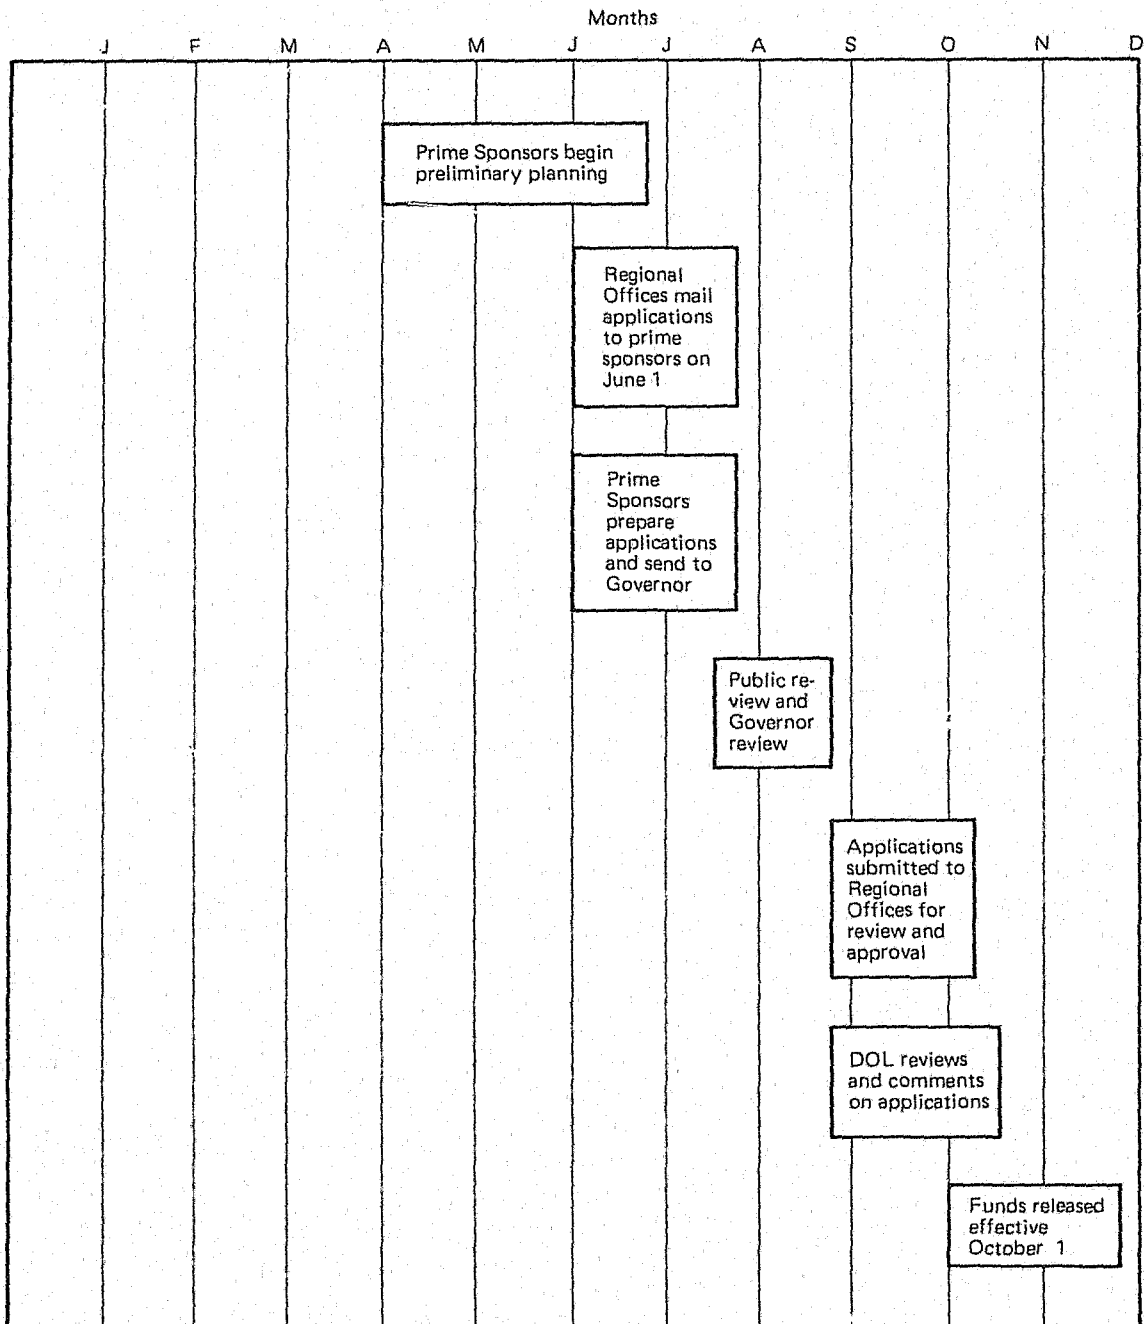 Months
J F M A M J J A S O N D
Prime Sponsors begin
preliminary planning
Regional
Offices mail
applications
to prime
sponsors on
June 1
Prime
Sponsors
prepare
applications
and send to
Governor
Public re-
view and
Governor
review
Applications
submitted to
Regional
Offices for
review and
approval
DOL reviews
and comments
on applications
Funds released
effective
October 1